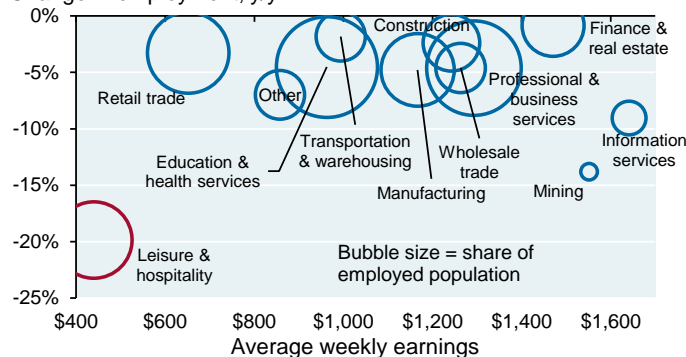 0%
-5%
-10%
-15%
-20%
-25%
$400
$600
$800
$1,000
$1,200
$1,400
$1,600
Average weekly earnings
Construction
Finance &
real estate
Retail trade
Other
Professional &
business
services
Transportation
& warehousing
Wholesale
trade
Information
services
Education &
health services
Manufacturing
Mining
Leisure &
hospitality
Bubble size = share of
employed population